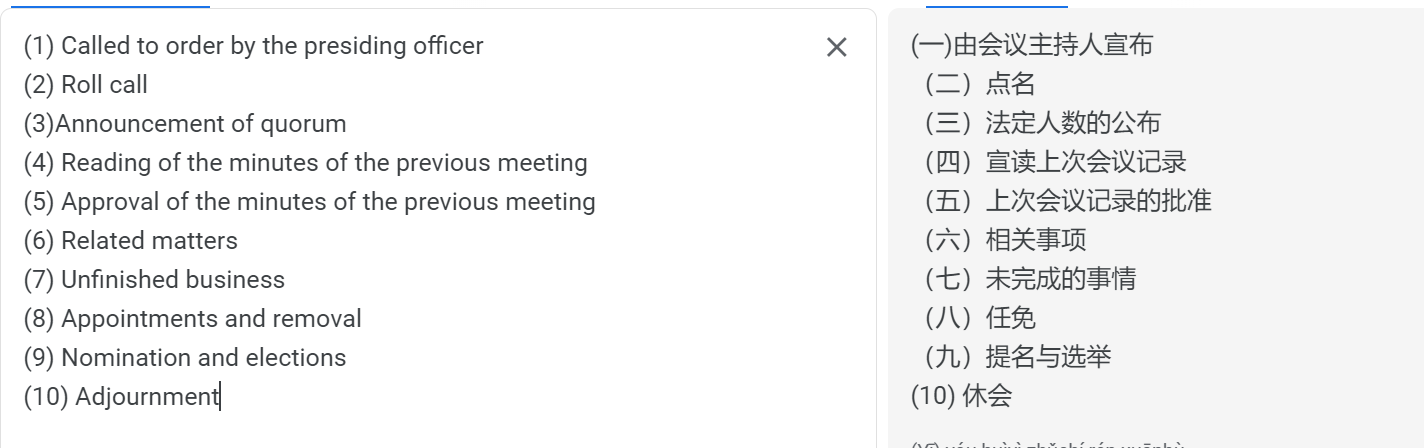 (1) Called to order by the presiding officer
(2) Roll call
(3)Announcement of quorum
(4) Reading of the minutes of the previous meeting
(5) Approval of the minutes of the previous meeting
(6) Related matters
(7) Unfinished business
(8) Appointments and removal
(9) Nomination and elections
(10) Adjournment
(一)由会议主持人宣布
（二）点名
（三）法定人数的公布
（四）宣读上次会议记录
（五）上次会议记录的批准
（六）相关事项
（七）未完成的事情
（八）任免
（九）提名与选举
(10) 休会